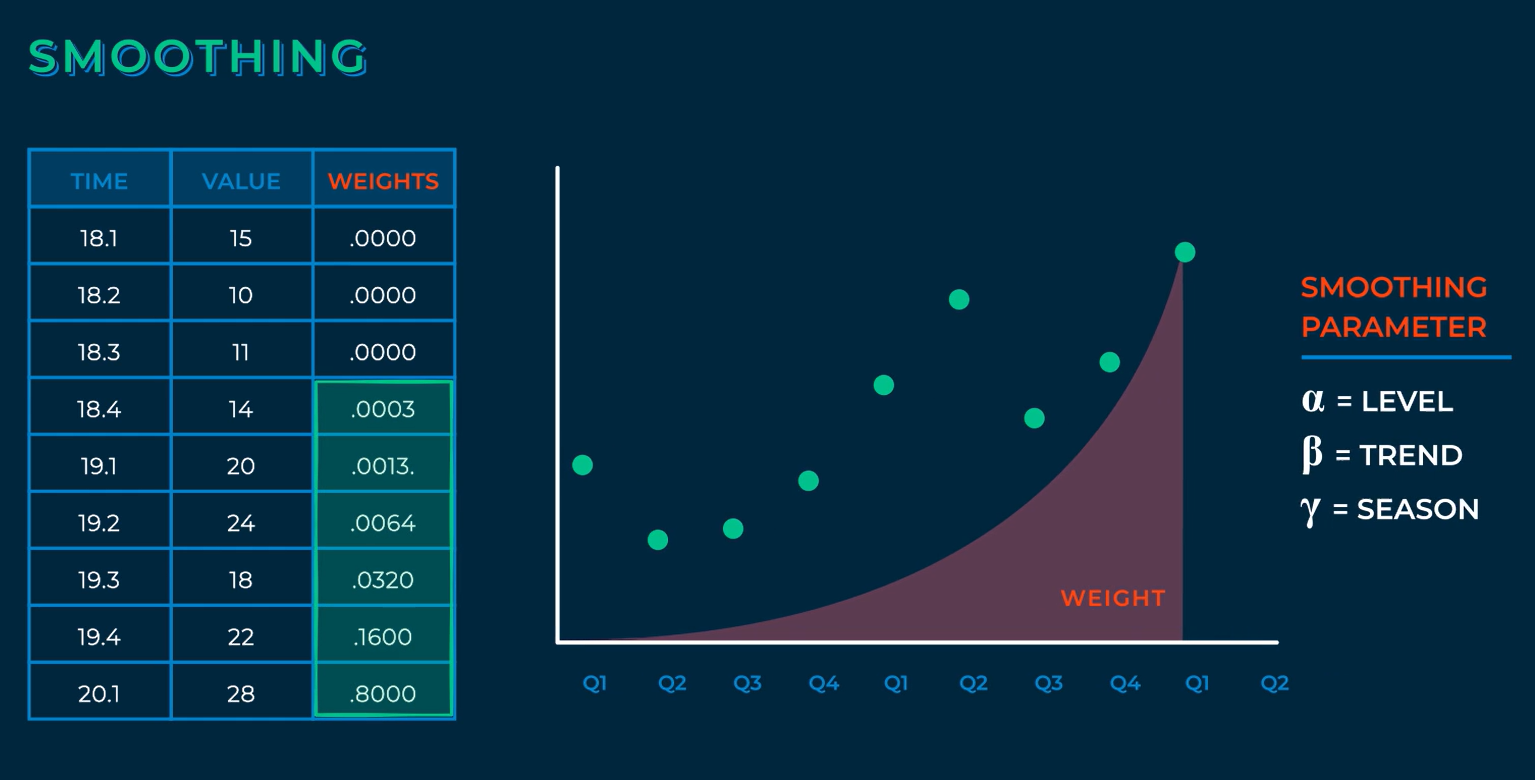 SMOOTHING
TIME VALUE WEIGHTS
18.1 15 .0000
18.2 10 .0000
18.3 11 .0000
18.4 14 .0003
19.1 20 .0013.
19.2 24 .0064
19.3 18 .0320
19.4 22 .1600
20.1 28 .8000
WEIGHT
Q1 Q2 Q3 Q4 Q1 Q2 Q3 Q4 Q1 Q2
SMOOTHING
PARAMETER
α = LEVEL
β = TREND
γ = SEASON